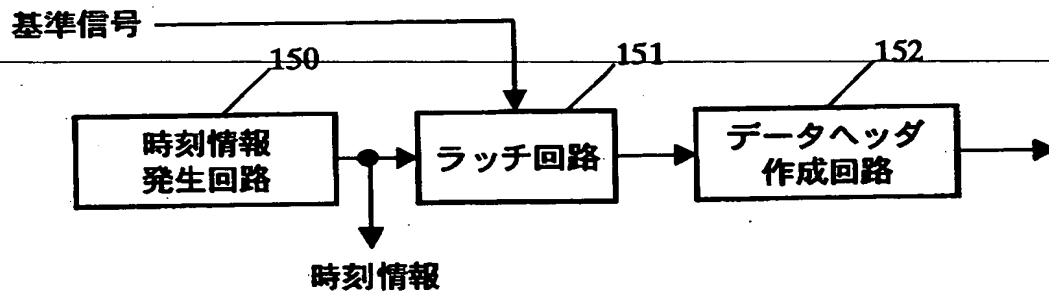 基準信号
150
151
152
時刻情報
発生回路
ラッチ回路
データヘッダ
作成回路
時刻情報